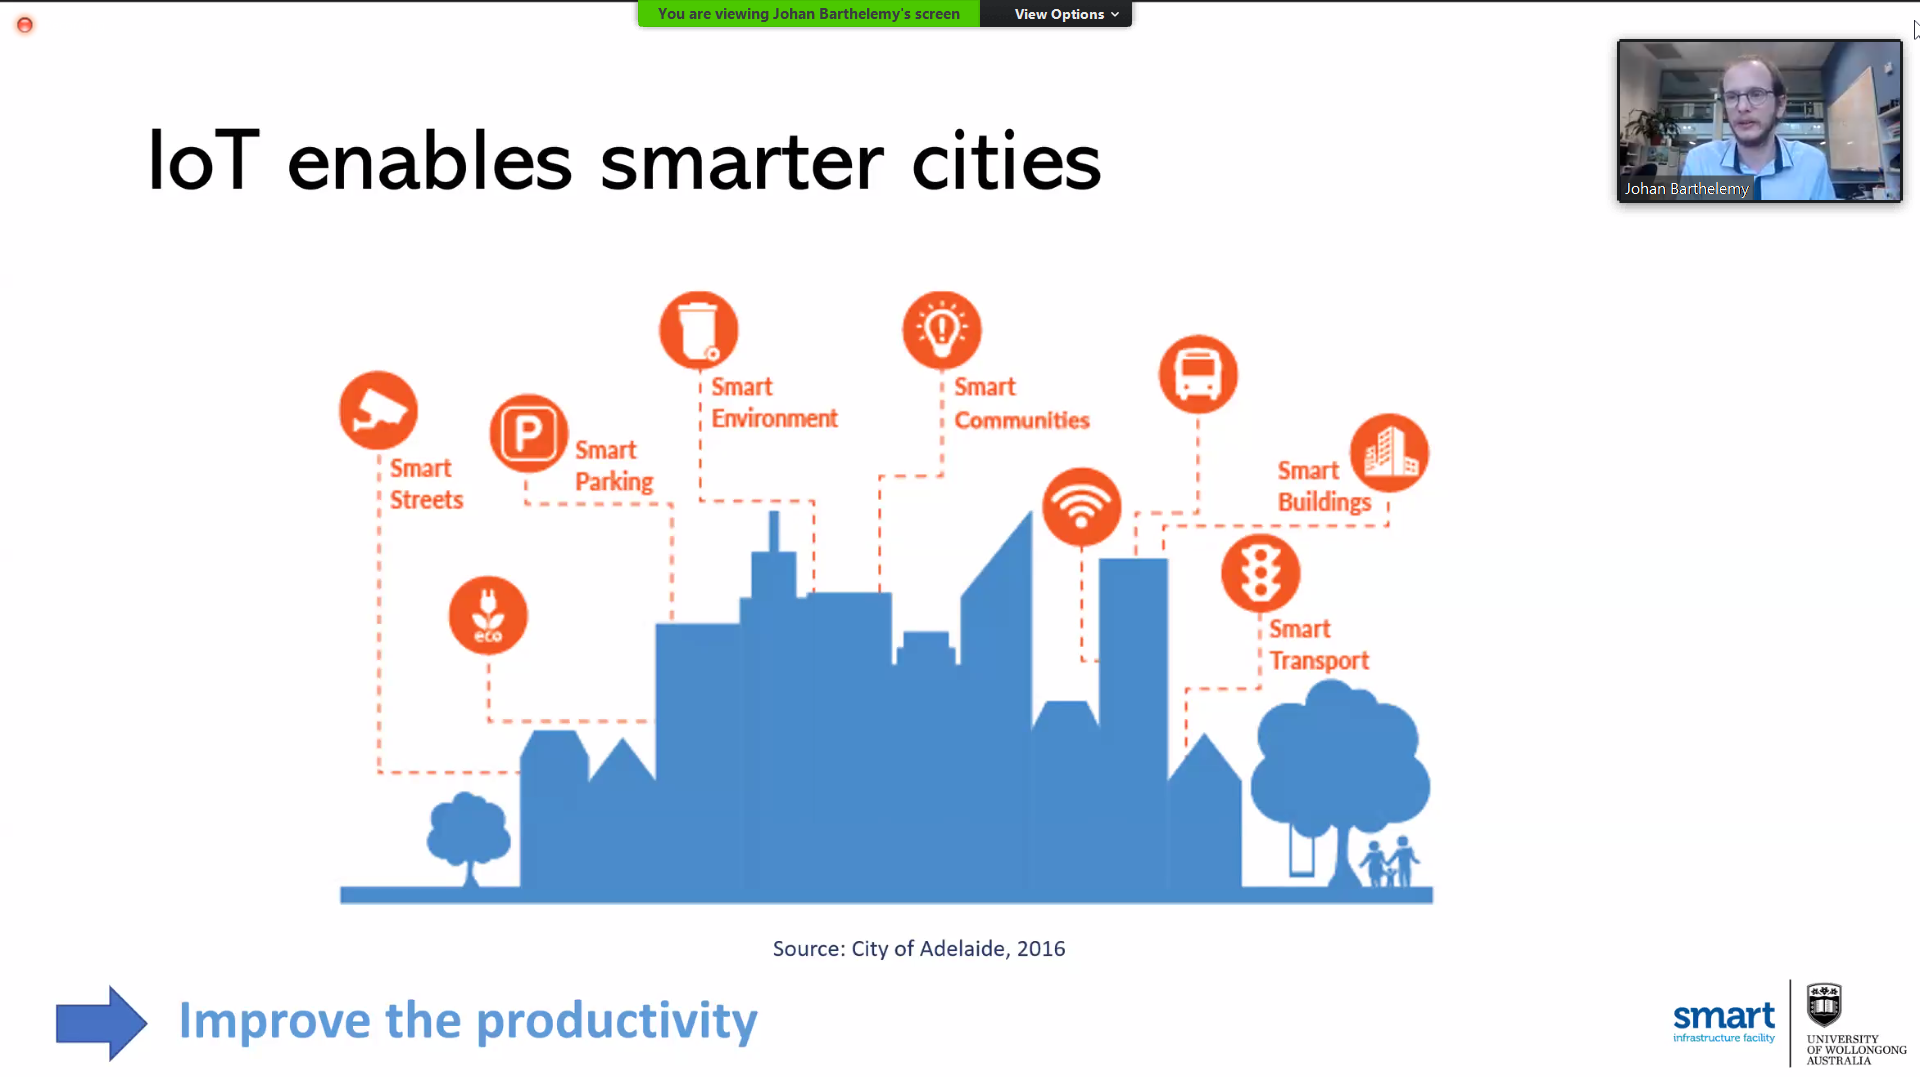 You are viewing Johan Barthelemy's screen
View Options
Johan Barthelemy
IoT enables smarter cities
Smart
Environment
Smart
Communities
Smart
Streets
P
Smart
Parking
Smart
Buildings
eco
Smart
Transport
Source: City of Adelaide, 2016
Improve the productivity
smart
infrastructure facility
UNIVERSITY
OF WOLLONGONG
AUSTRALIA